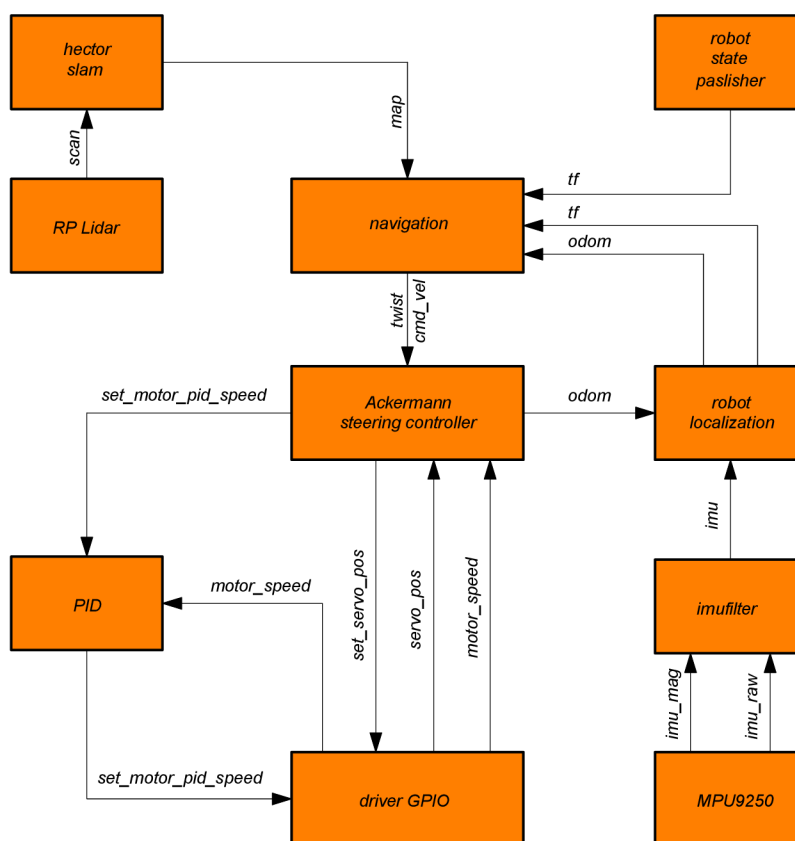 hector
slam
robot
state
paslisher
scan
map
RP Lidar
navigation
tf
tf
odom
twist
cmd_vel
set_motor_pid_speed
Ackermann
steering controller
odom
robot
localization
imu
PID
motor_speed
set_servo_pos
servo_pos
motor_speed
imufilter
imu_mag
imu_raw
set_motor_pid_speed
driver GPIO
MPU9250